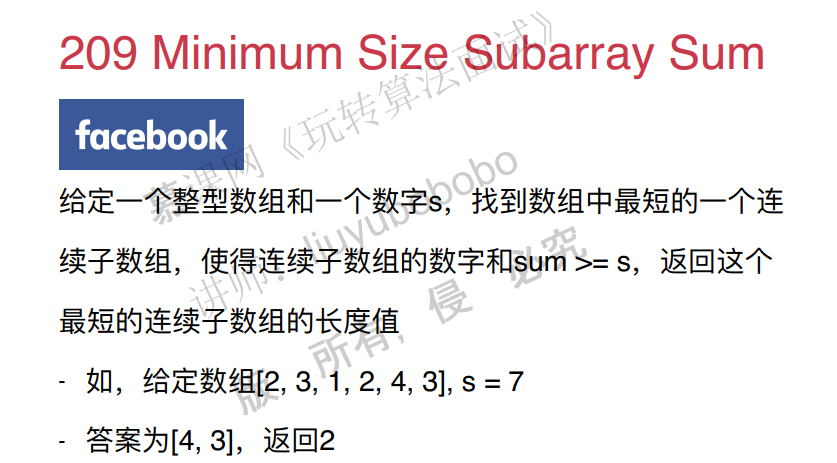 209 Minimum Size Subarray Sum
facebook
给定一个整型数组和一个数字s，找到数组中最短的一个连
续子数组，使得连续子数组的数字和sum >= s，返回这个
最短的连续子数组的长度值
- 如，给定数组[2, 3, 1, 2, 4, 3], s = 7
- 答案为[4, 3]，返回2
慕课网《玩转算法面试》
讲师：liuyubobobo
版 所有，侵 必究